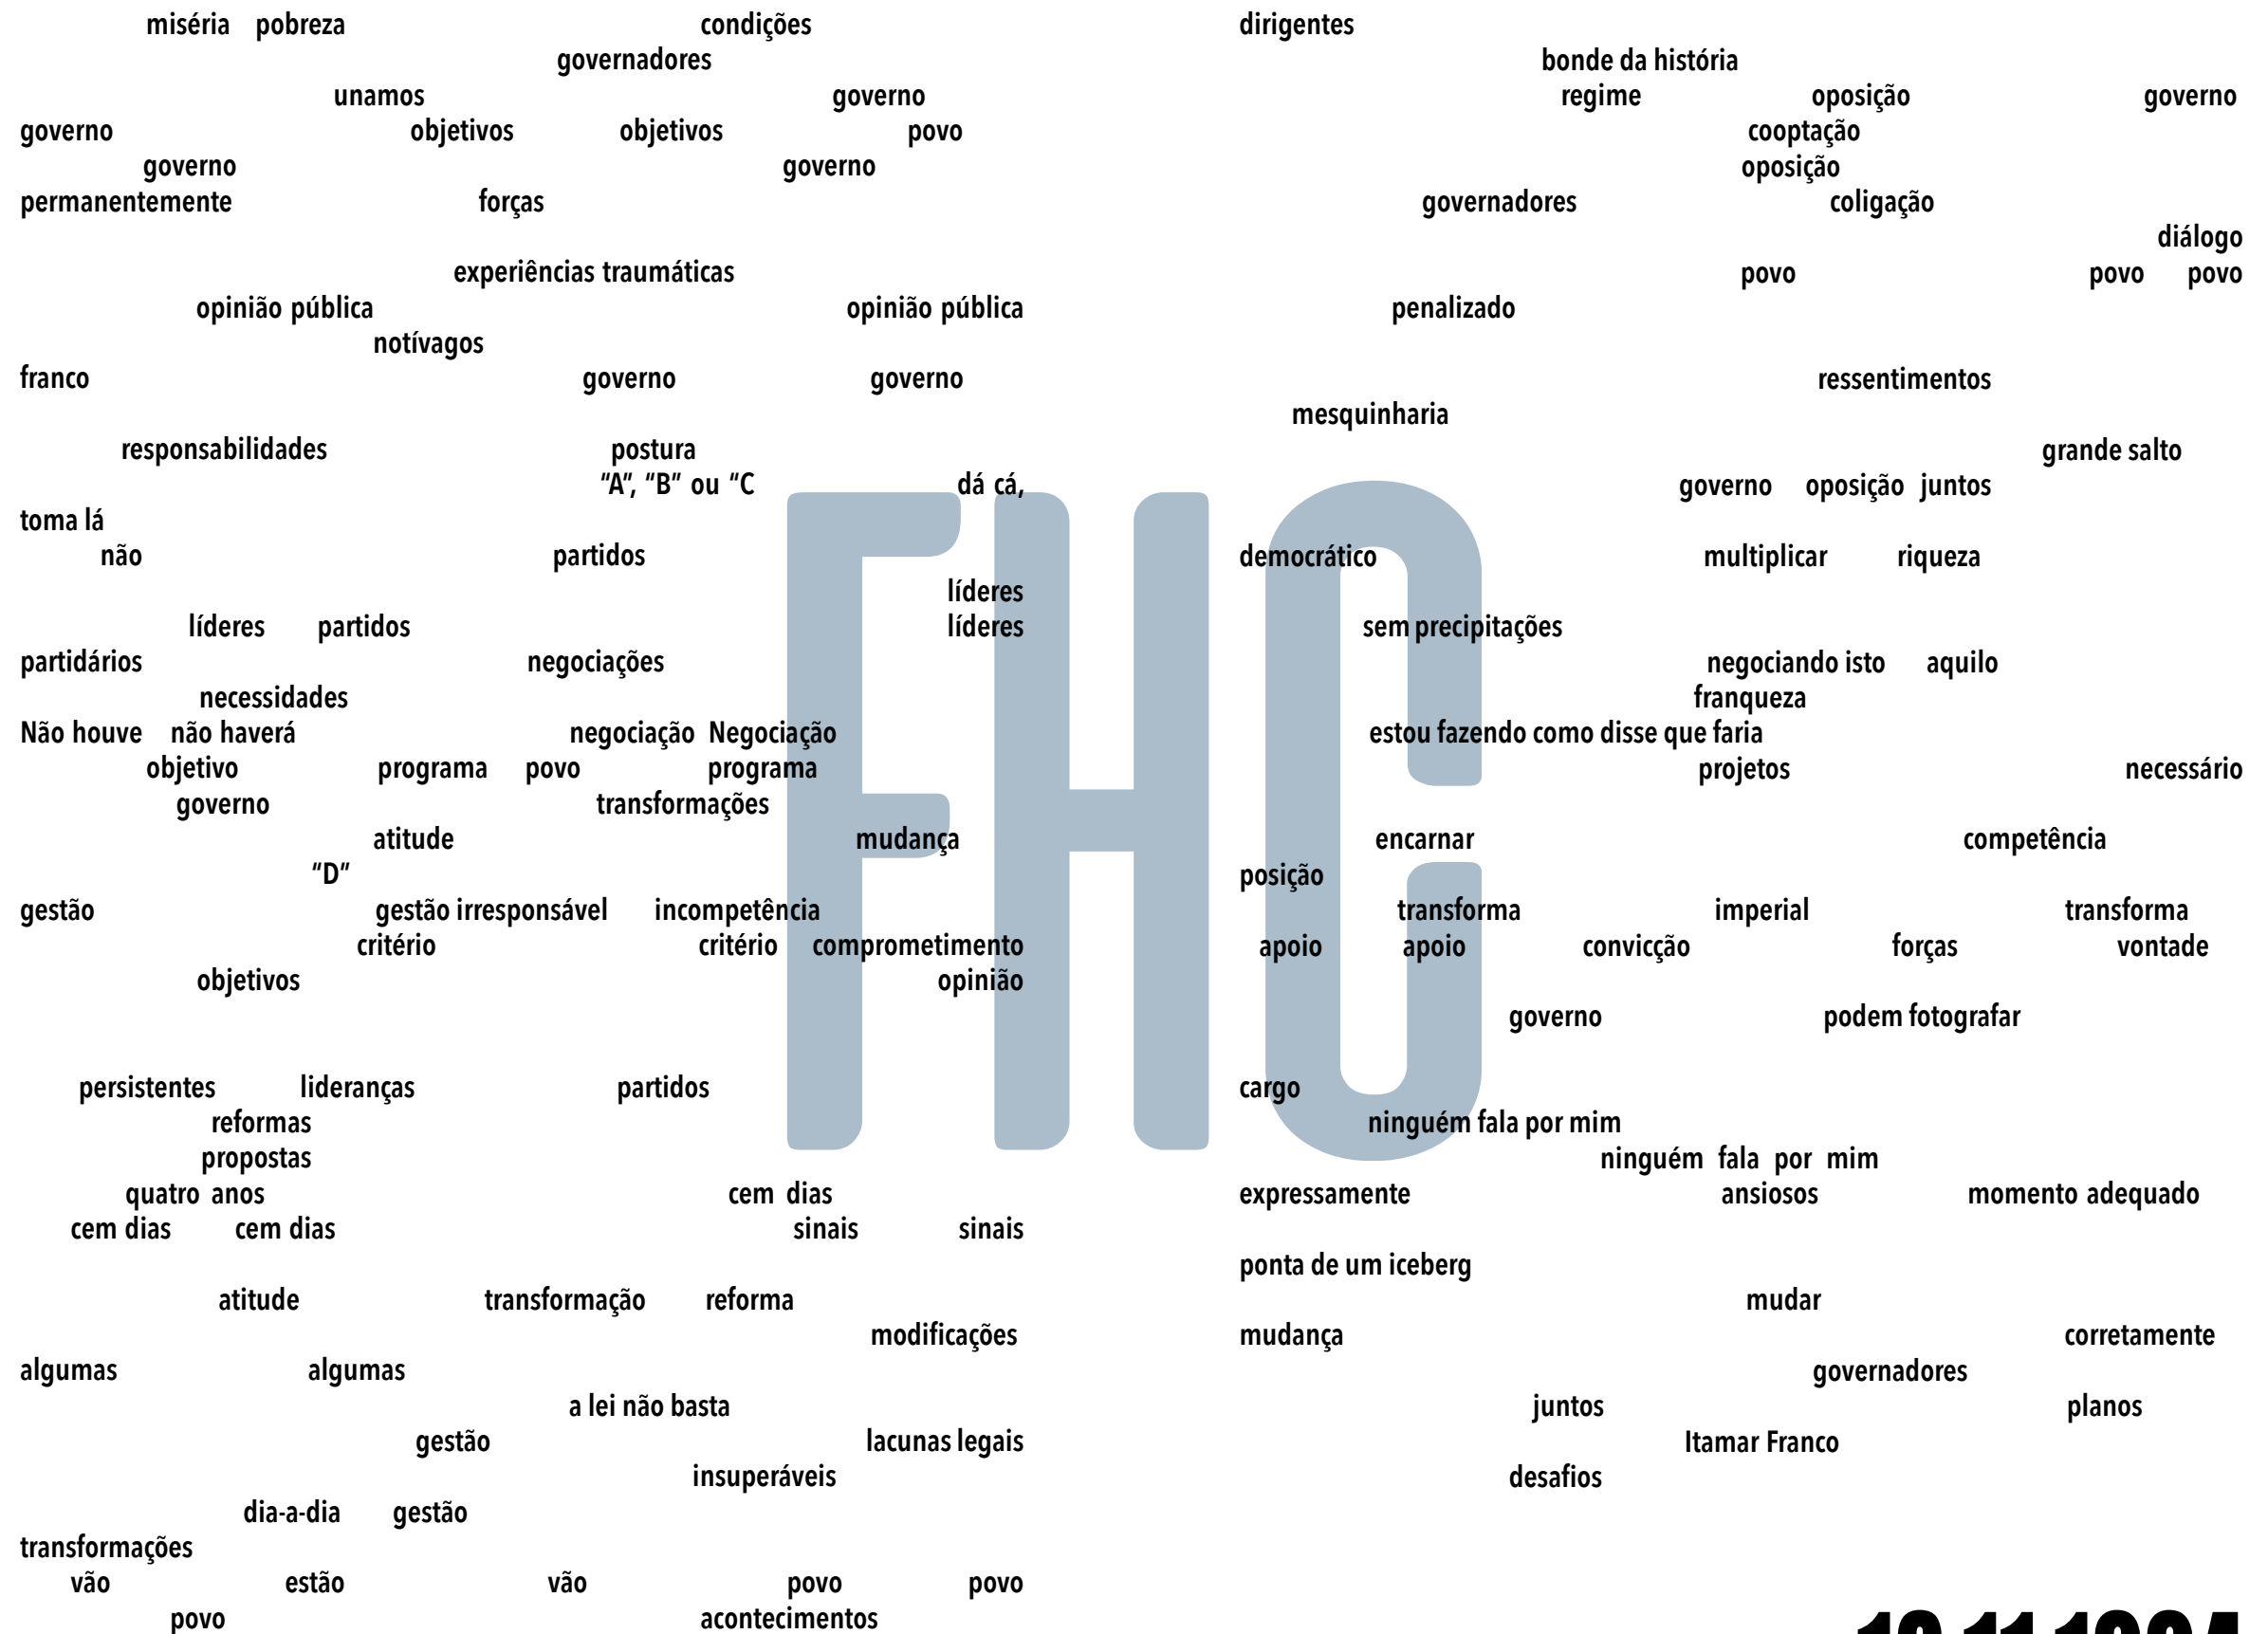 miséria pobreza condições
governadores
unamos governo
governo objetivos objetivos povo
governo governo
permanentemente forças
experiências traumáticas
opinião pública opinião pública
notívagos
franco governo governo
responsabilidades postura
“A”, “B” ou “C dá cá,
toma lá
não partidos
líderes
líderes partidos líderes
partidários negociações
necessidades
Não houve não haverá negociação Negociação
objetivo programa povo programa
governo transformações
atitude mudança
“D”
gestão gestão irresponsável incompetência
critério critério comprometimento
objetivos opinião
persistentes lideranças partidos
reformas
propostas
quatro anos cem dias
cem dias cem dias sinais sinais
atitude transformação reforma
modificações
algumas algumas
a lei não basta
gestão lacunas legais
insuperáveis
dia-a-dia gestão
transformações
vão estão vão povo povo
povo acontecimentos
FHC
dirigentes
bonde da história
regime oposição governo
cooptação
oposição
governadores coligação
diálogo
povo povo povo
penalizado
ressentimentos
mesquinharia
grande salto
governo oposição juntos
democrático multiplicar riqueza
sem precipitações
negociando isto aquilo
franqueza
estou fazendo como disse que faria
projetos necessário
encarnar competência
posição
transforma imperial transforma
apoio apoio convicção forças vontade
governo podem fotografar
cargo
ninguém fala por mim
ninguém fala por mim
expressamente ansiosos momento adequado
ponta de um iceberg
mudar
mudança corretamente
governadores
juntos planos
Itamar Franco
desafios